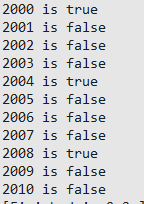 2000 is true
2001 is false
2002 is false
2003 is false
2004 is true
2005 is false
2006 is false
2007 is false
2008 is true
2009 is false
2010 is false